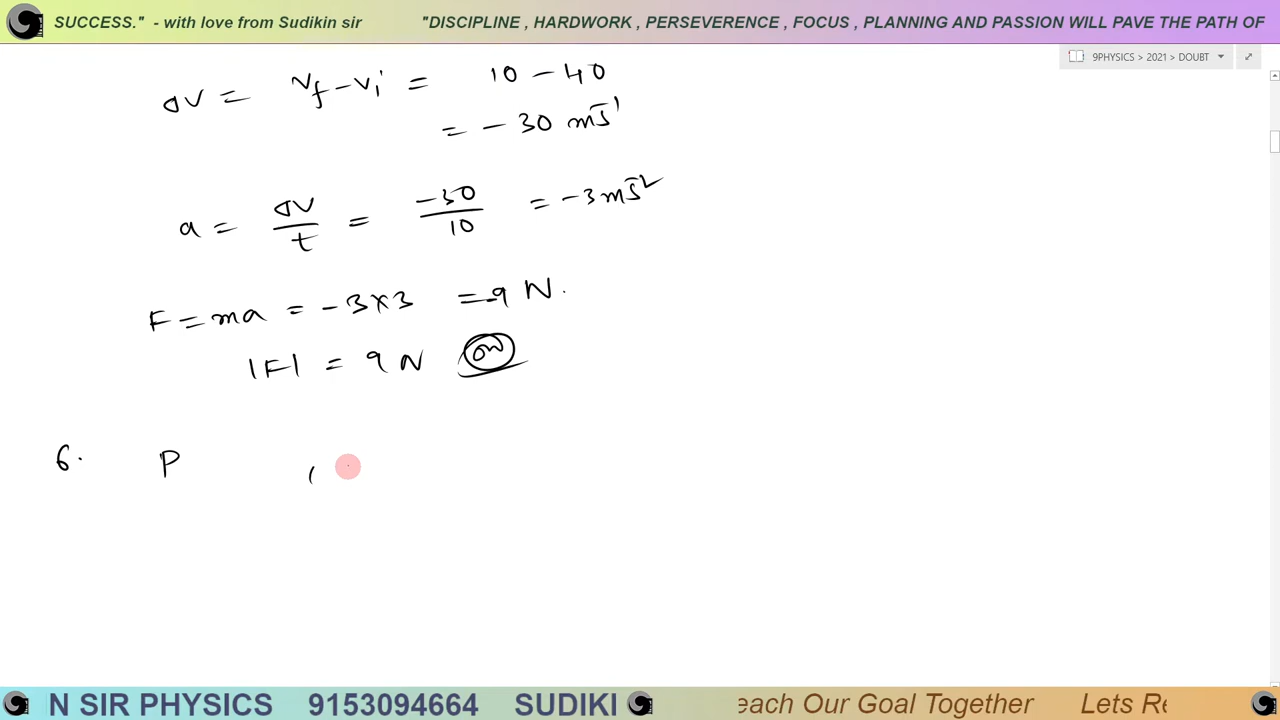 SUCCESS." - with love from Sudikin sir "DISCIPLINE , HARDWORK , PERSEVERENCE , FOCUS , PLANNING AND PASSION WILL PAVE THE PATH OF
9PHYSICS > 2021 > DOUBT
ΔV = Vf - Vi = 10 - 40
= - 30 ms⁻¹
a = ΔV/t = -30/10 = -3 ms⁻²
F = ma = - 3×3 = -9 N.
|F| = 9 N
6. P (
N SIR PHYSICS 9153094664 SUDIKI each Our Goal Together Lets Re